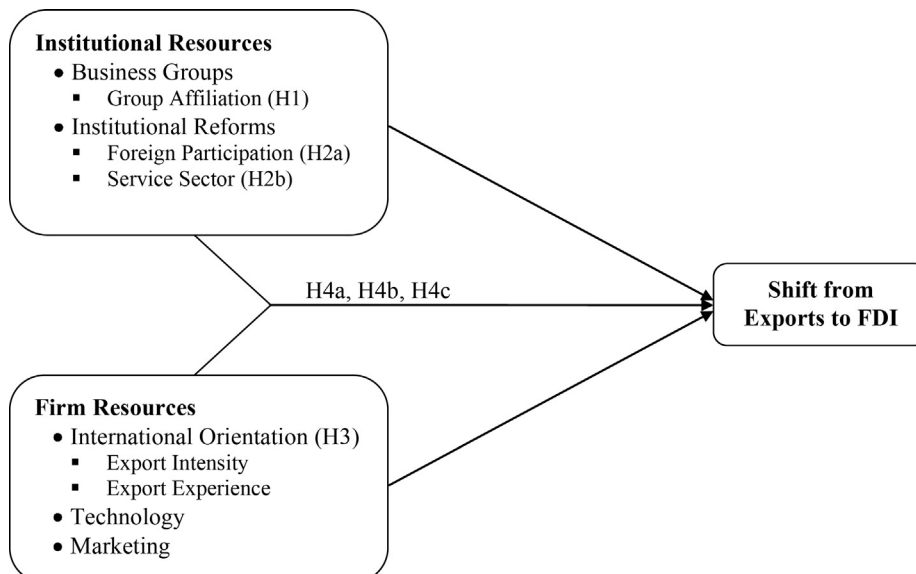 Institutional Resources
• Business Groups
▪ Group Affiliation (H1)
• Institutional Reforms
▪ Foreign Participation (H2a)
▪ Service Sector (H2b)
H4a, H4b, H4c
Shift from
Exports to FDI
Firm Resources
• International Orientation (H3)
▪ Export Intensity
▪ Export Experience
• Technology
• Marketing